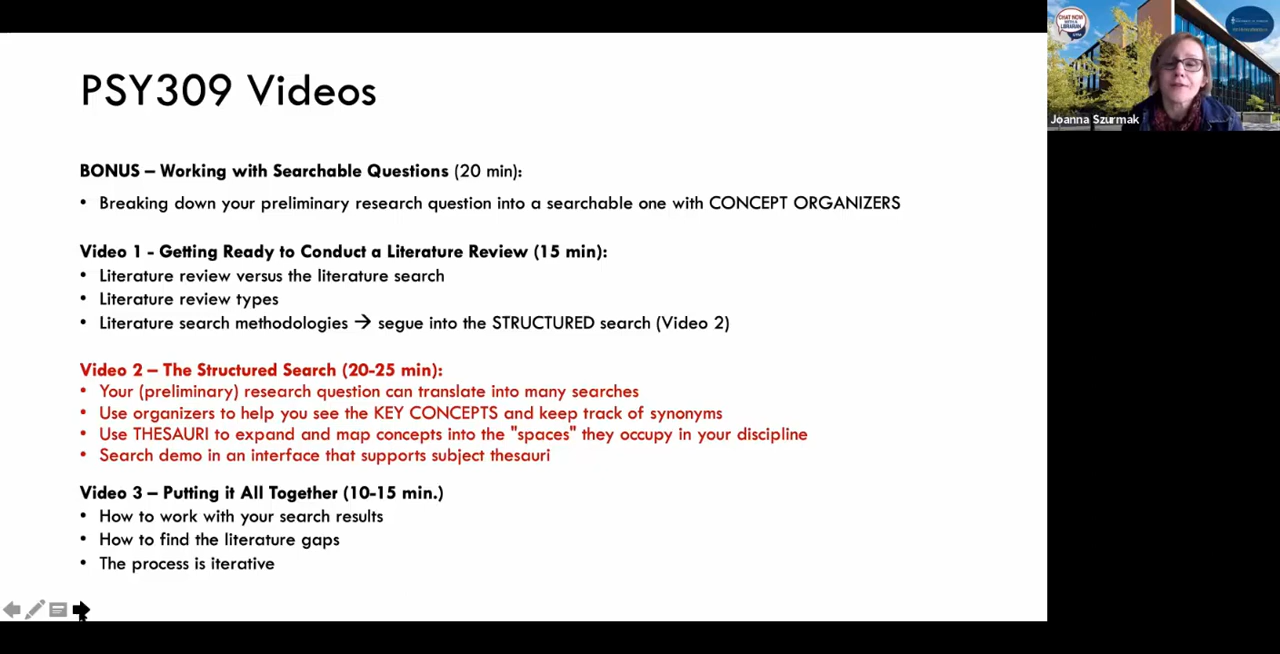 PSY309 Videos
BONUS – Working with Searchable Questions (20 min):
• Breaking down your preliminary research question into a searchable one with CONCEPT ORGANIZERS
Video 1 - Getting Ready to Conduct a Literature Review (15 min):
• Literature review versus the literature search
• Literature review types
• Literature search methodologies → segue into the STRUCTURED search (Video 2)
Video 2 – The Structured Search (20-25 min):
• Your (preliminary) research question can translate into many searches
• Use organizers to help you see the KEY CONCEPTS and keep track of synonyms
• Use THESAURI to expand and map concepts into the "spaces" they occupy in your discipline
• Search demo in an interface that supports subject thesauri
Video 3 – Putting it All Together (10-15 min.)
• How to work with your search results
• How to find the literature gaps
• The process is iterative
CHAT NOW
WITH A
LIBRARIAN
Joanna Szurmak